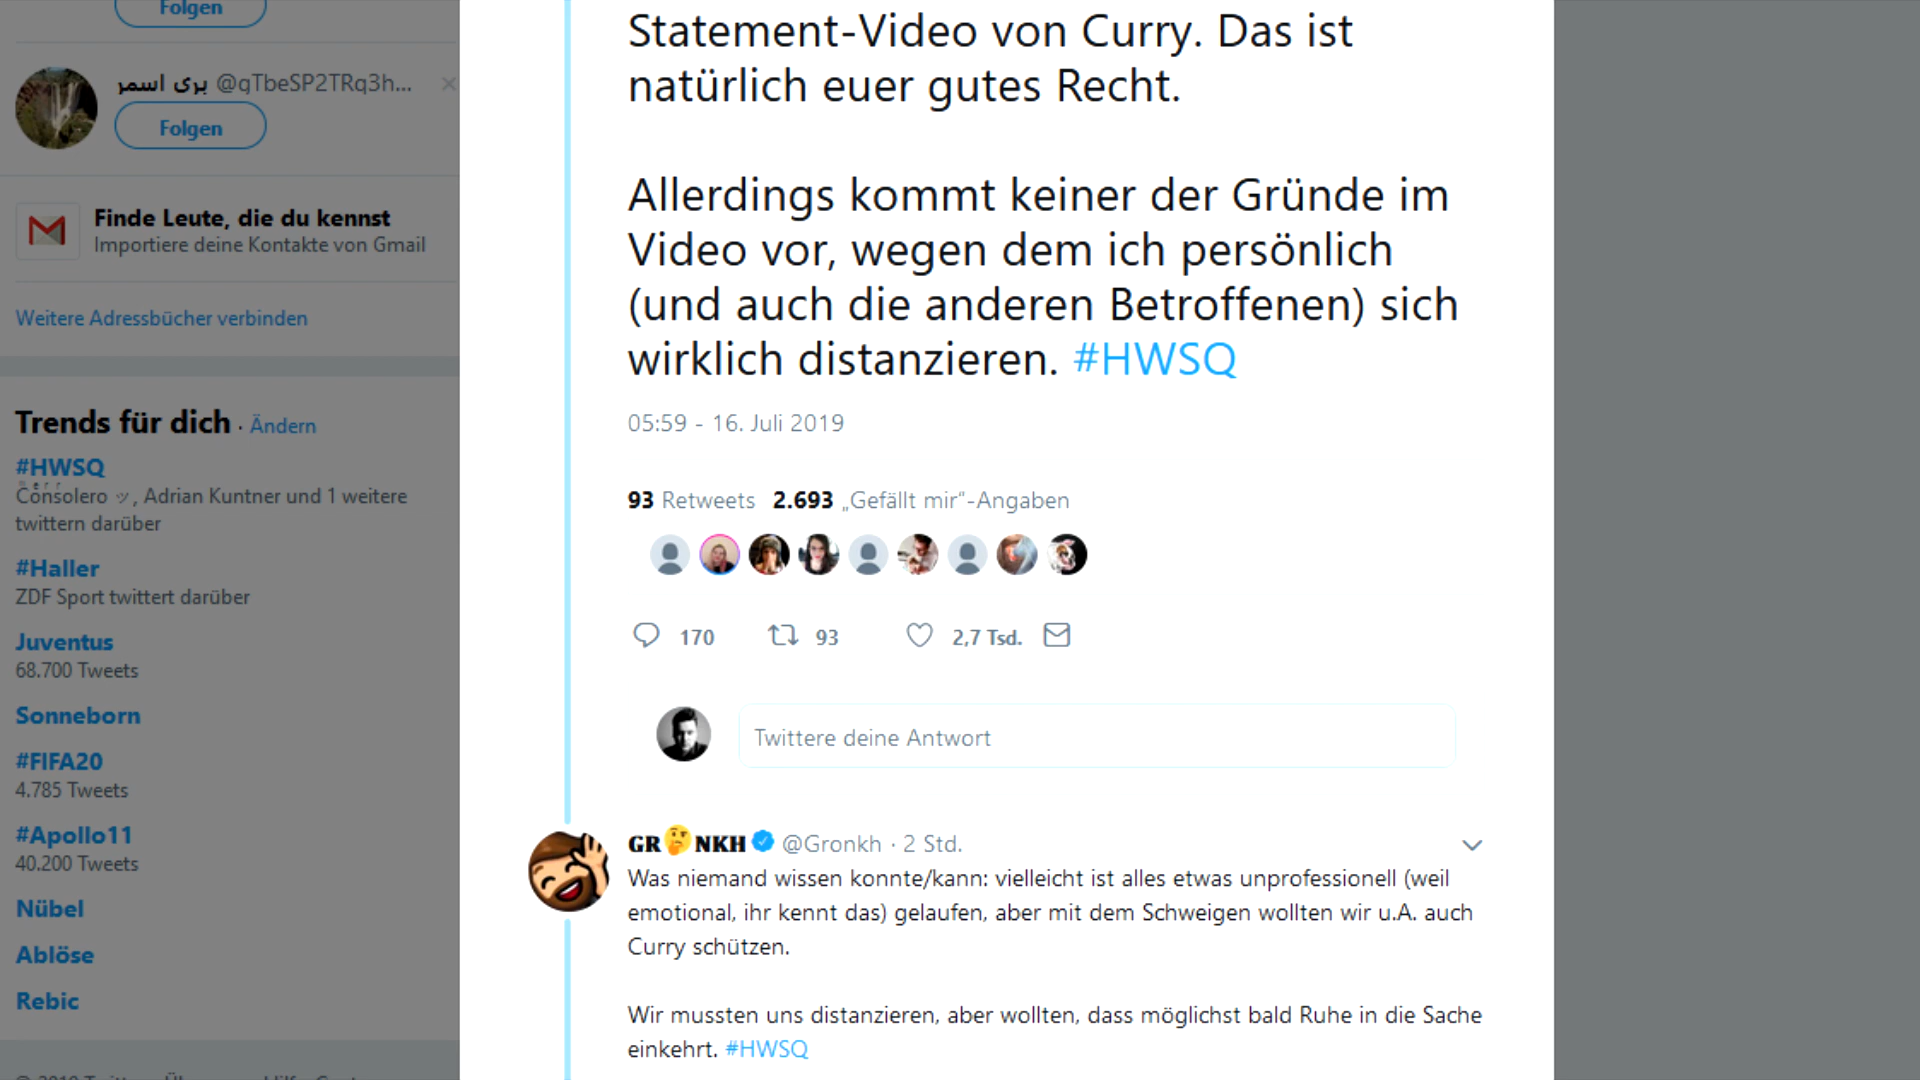 Folgen
بری اسمر @gTbeSP2TRq3h...
Folgen
Finde Leute, die du kennst
Importiere deine Kontakte von Gmail
Weitere Adressbücher verbinden
Trends für dich · Ändern
#HWSQ
Consolero ッ, Adrian Kuntner und 1 weitere
twittern darüber
#Haller
ZDF Sport twittert darüber
Juventus
68.700 Tweets
Sonneborn
#FIFA20
4.785 Tweets
#Apollo11
40.200 Tweets
Nübel
Ablöse
Rebic
Statement-Video von Curry. Das ist
natürlich euer gutes Recht.
Allerdings kommt keiner der Gründe im
Video vor, wegen dem ich persönlich
(und auch die anderen Betroffenen) sich
wirklich distanzieren. #HWSQ
05:59 - 16. Juli 2019
93 Retweets 2.693 „Gefällt mir“-Angaben
170 93 2,7 Tsd.
Twittere deine Antwort
GR🤔NKH @Gronkh · 2 Std.
Was niemand wissen konnte/kann: vielleicht ist alles etwas unprofessionell (weil
emotional, ihr kennt das) gelaufen, aber mit dem Schweigen wollten wir u.A. auch
Curry schützen.
Wir mussten uns distanzieren, aber wollten, dass möglichst bald Ruhe in die Sache
einkehrt. #HWSQ